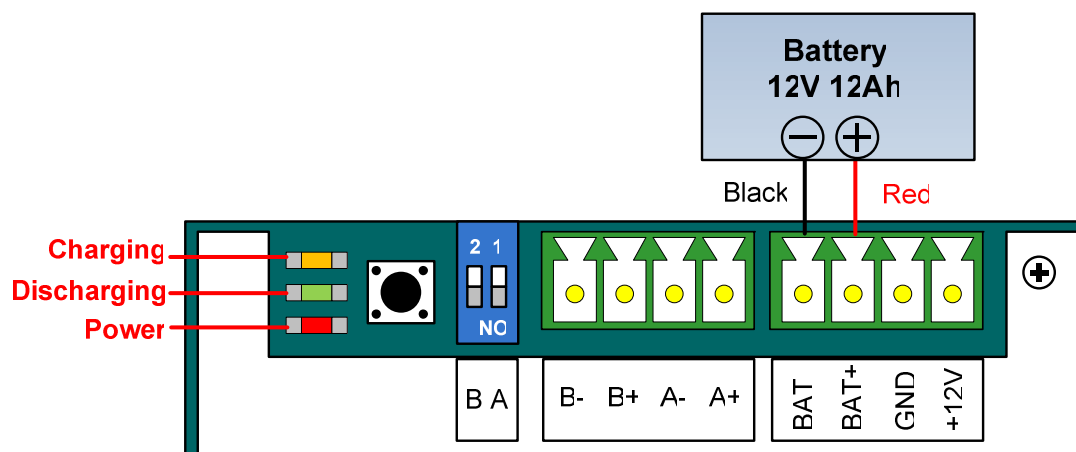 Battery
12V 12Ah
Black
Red
Charging
Discharging
Power
2 1
NO
B A
B-
B+
A-
A+
BAT
BAT+
GND
+12V